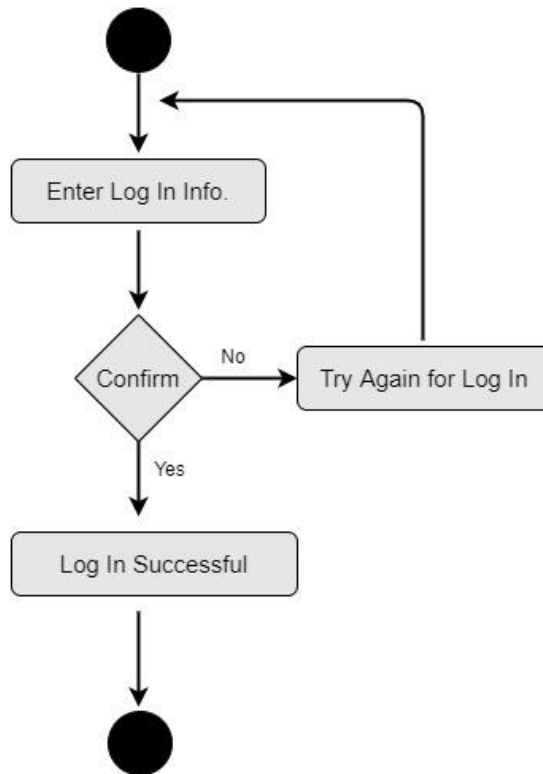 Enter Log In Info.
Confirm
No
Try Again for Log In
Yes
Log In Successful